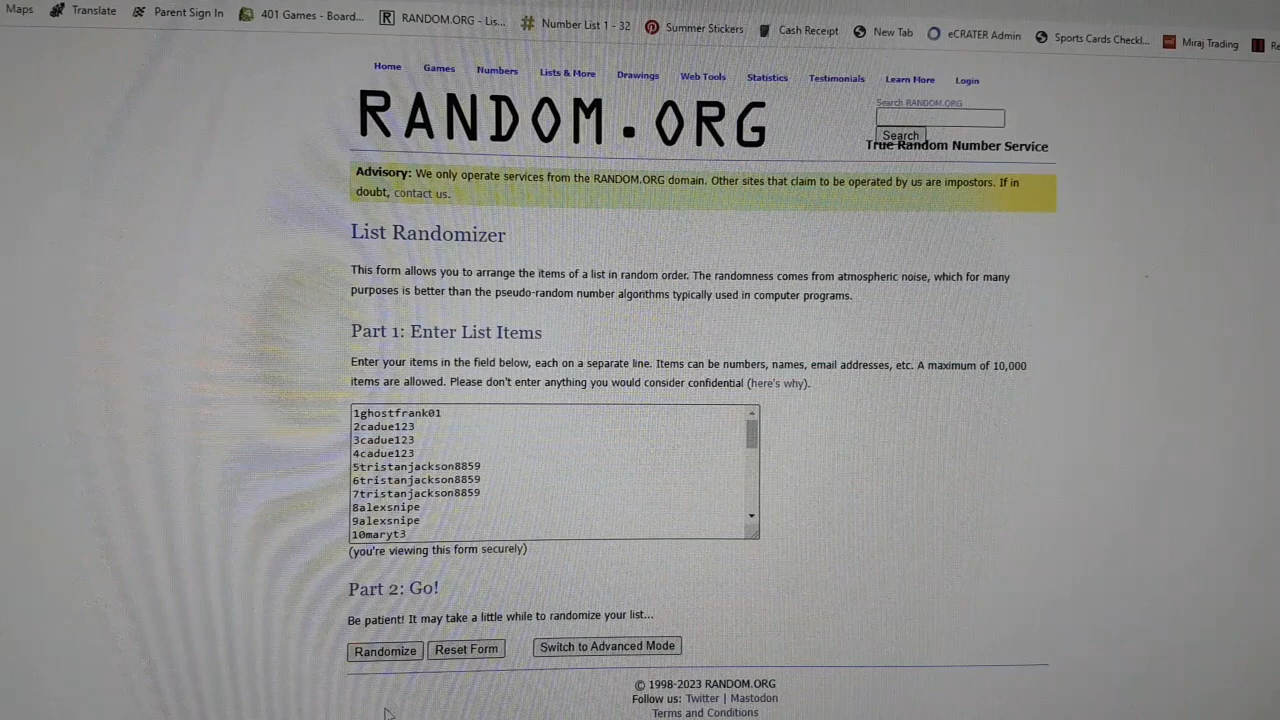 Maps Translate Parent Sign In 401 Games - Board... RANDOM.ORG - Lis... Number List 1 - 32 Summer Stickers Cash Receipt New Tab eCRATER Admin Sports Cards Checkl... Miraj Trading
Home Games Numbers Lists & More Drawings Web Tools Statistics Testimonials Learn More Login
RANDOM.ORG
Search RANDOM.ORG
Search
True Random Number Service
Advisory: We only operate services from the RANDOM.ORG domain. Other sites that claim to be operated by us are impostors. If in
doubt, contact us.
List Randomizer
This form allows you to arrange the items of a list in random order. The randomness comes from atmospheric noise, which for many
purposes is better than the pseudo-random number algorithms typically used in computer programs.
Part 1: Enter List Items
Enter your items in the field below, each on a separate line. Items can be numbers, names, email addresses, etc. A maximum of 10,000
items are allowed. Please don't enter anything you would consider confidential (here's why).
1ghostfrank01
2cadue123
3cadue123
4cadue123
5tristanjackson8859
6tristanjackson8859
7tristanjackson8859
8alexsnipe
9alexsnipe
10maryt3
(you're viewing this form securely)
Part 2: Go!
Be patient! It may take a little while to randomize your list...
Randomize Reset Form Switch to Advanced Mode
© 1998-2023 RANDOM.ORG
Follow us: Twitter | Mastodon
Terms and Conditions